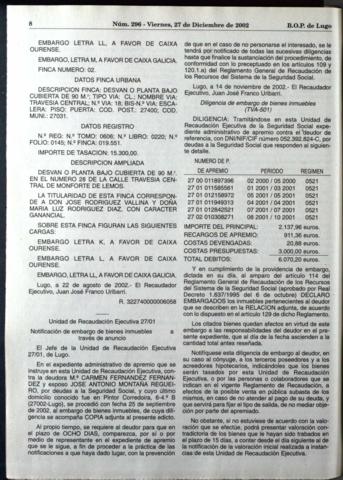 8 Núm. 296 - Viernes, 27 de Diciembre de 2002 B.O.P. de Lugo
EMBARGO LETRA LL, A FAVOR DE CAIXA
OURENSE.
EMBARGO LETRA M, A FAVOR DE CAIXA GALICIA.
FINCA NUMERO: 02.
DATOS FINCA URBANA
DESCRIPCION FINCA: DESVAN O PLANTA BAJO
CUBIERTA DE 90 M.²; TIPO VIA: CL; NOMBRE VIA:
TRAVESIA CENTRAL; N.º VIA: 18; BIS-N.º VIA: ESCA-
LERA: PISO: PUERTA: COD. POST.: 27400; COD.
MUNI.: 27031.
DATOS REGISTRO
N.º REG: N.º TOMO: 0606; N.º LIBRO: 0220; N.º
FOLIO: 0145; N.º FINCA: 019.551.
IMPORTE DE TASACION: 15.300,00.
DESCRIPCION AMPLIADA
DESVAN O PLANTA BAJO CUBIERTA DE 90 M.²,
EN EL NUMERO 28 DE LA CALLE TRAVESIA CEN-
TRAL DE MONFORTE DE LEMOS.
LA TITULARIDAD DE ESTA FINCA CORRESPON-
DE A DON JOSE RODRIGUEZ VALLINA Y DOÑA
MARIA LUZ RODRIGUEZ DIAZ, CON CARACTER
GANANCIAL.
SOBRE ESTA FINCA FIGURAN LAS SIGUIENTES
CARGAS:
EMBARGO LETRA K, A FAVOR DE CAIXA
OURENSE.
EMBARGO LETRA L, A FAVOR DE CAIXA
OURENSE.
EMBARGO LETRA LL, A FAVOR DE CAIXA GALICIA.
Lugo, a 22 de agosto de 2002.- El Recaudador
Ejecutivo, Juan José Franco Uribarri.
R. 322740000006058
Unidad de Recaudación Ejecutiva 27/01
Notificación de embargo de bienes inmuebles a
través de anuncio
El Jefe de la Unidad de Recaudación Ejecutiva
27/01, de Lugo.
En el expediente administrativo de apremio que se
instruye en esta Unidad de Recaudación Ejecutiva, con-
tra la deudora M.ª CARMEN FERNANDEZ FERNAN-
DEZ y esposo JOSE ANTONIO MONTAÑA REGUEI-
RO, por deudas a la Seguridad Social, y cuyo último
domicilio conocido fue en Pintor Corredoira, 6-4.º B
(27002-Lugo), se procedió con fecha 25 de septiembre
de 2002, al embargo de bienes inmuebles, de cuya dili-
gencia se acompaña COPIA adjunta al presente edicto.
Al propio tiempo, se requiere al deudor para que en
el plazo de OCHO DIAS, comparezca, por sí o por
medio de representante en el expediente de apremio
que se le sigue, a fin de proceder a la práctica de las
notificaciones a que haya dado lugar, con la prevención
de que en el caso de no personarse el interesado, se le
tendrá por notificado de todas las sucesivas diligencias
hasta que finalice la sustanciación del procedimiento, de
conformidad con lo preceptuado en los artículos 109 y
120.1.a) del Reglamento General de Recaudación de
los Recursos del Sistema de la Seguridad Social.
Lugo, a 14 de noviembre de 2002.- El Recaudador
Ejecutivo, Juan José Franco Uribarri.
Diligencia de embargo de bienes inmuebles
(TVA-501)
DILIGENCIA: Tramitándose en esta Unidad de
Recaudación Ejecutiva de la Seguridad Social expe-
diente administrativo de apremio contra el deudor de
referencia, con DNI/NIF/CIF número 052.392.824-C, por
deudas a la Seguridad Social que responden al siguien-
te detalle.
NUMERO DE P.
DE APREMIO PERIODO REGIMEN
27 00 011897396 02 2000 / 05 2000 0521
27 01 011585581 01 2001 / 03 2001 0521
27 01 012158972 05 2001 / 06 2001 0521
27 01 011949313 04 2001 / 04 2001 0521
27 01 012842521 07 2001 / 07 2001 0521
27 02 010308271 08 2001 / 10 2001 0521
IMPORTE DEL PRINCIPAL: 2.137,96 euros.
RECARGOS DE APREMIO: 911,36 euros.
COSTAS DEVENGADAS: 20,88 euros.
COSTAS PRESUPUESTAS: 3.000,00 euros.
TOTAL DEBITOS: 6.070,20 euros.
Y en cumplimiento de la providencia de embargo,
dictada en su día, al amparo del artículo 114 del
Reglamento General de Recaudación de los Recursos
del Sistema de la Seguridad Social (aprobado por Real
Decreto 1.637/1995 del 6 de octubre) DECLARO
EMBARGADOS los inmuebles pertenecientes al deudor
que se describen en la RELACION adjunta, de acuerdo
con lo dispuesto en el artículo 129 de dicho Reglamento.
Los citados bienes quedan afectos en virtud de este
embargo a las responsabilidades del deudor en el pre-
sente expediente, que al día de la fecha ascienden a la
cantidad total antes reseñada.
Notifíquese esta diligencia de embargo al deudor, en
su caso al cónyuge, a los terceros poseedores y a los
acreedores hipotecarios, indicándoles que los bienes
serán tasados por esta Unidad de Recaudación
Ejecutiva, o por las personas o colaboradores que se
indican en el vigente Reglamento de Recaudación, a
efectos de la posible venta en pública subasta de los
mismos, en caso de no atender al pago de su deuda, y
que servirá para fijar el tipo de salida, de no mediar obje-
ción por parte del apremiado.
No obstante, si no estuviese de acuerdo con la valo-
ración que se efectúe, podrá presentar valoración con-
tradictoria de los bienes que le hayan sido trabados en
el plazo de 15 días, a contar desde el día siguiente al de
la notificación de la valoración inicial realizada a instan-
cias de esta Unidad de Recaudación Ejecutiva.